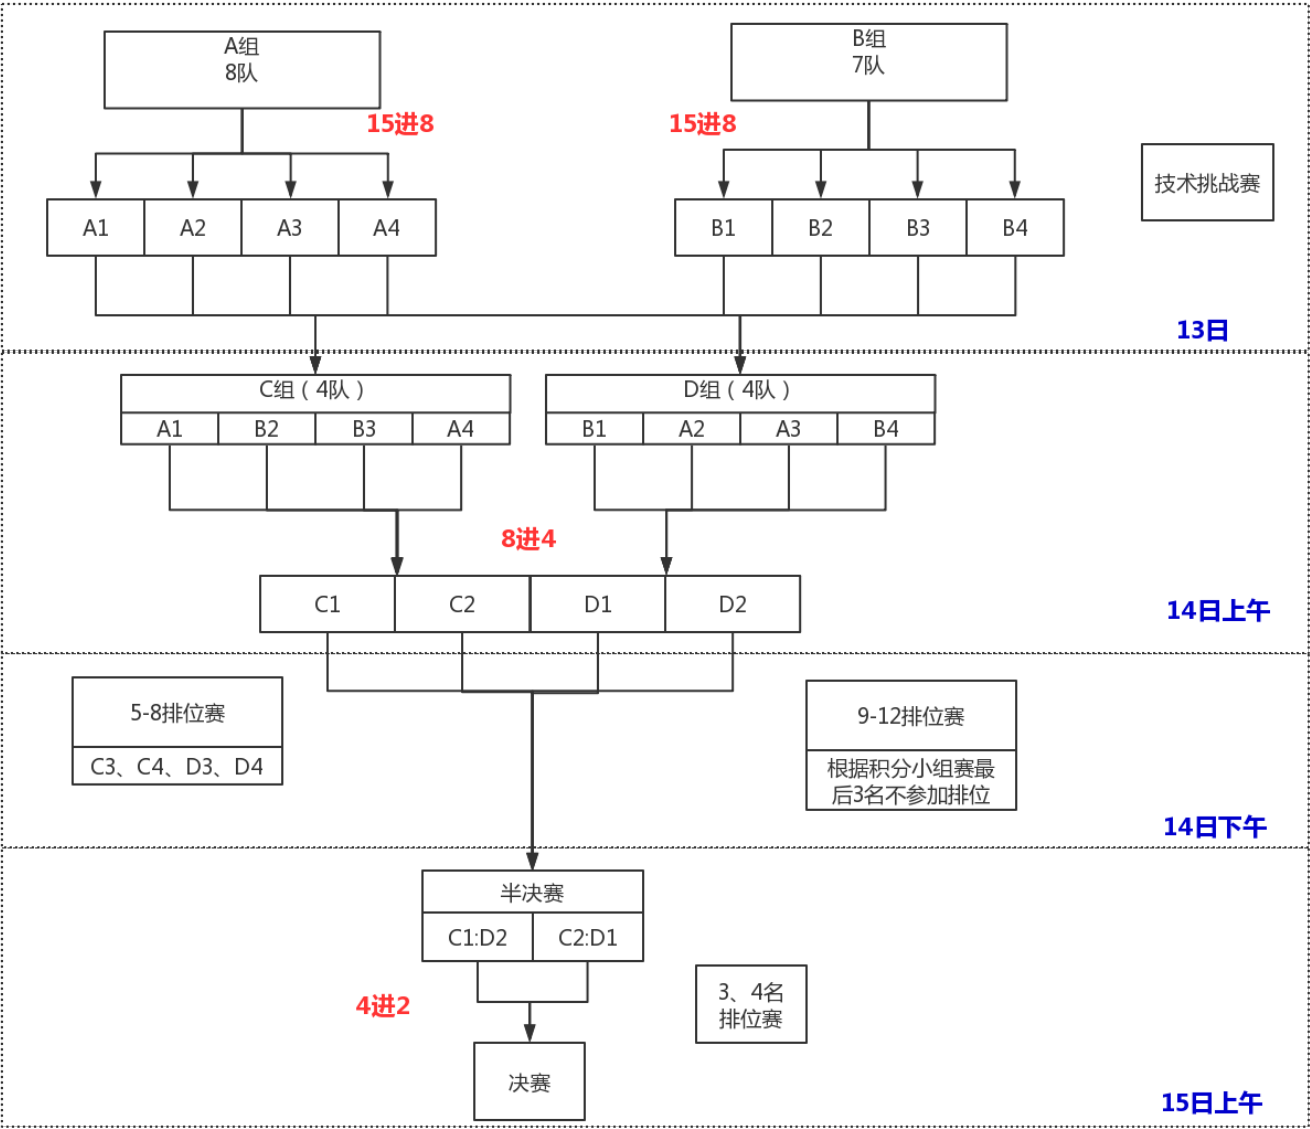 A组
8队
B组
7队
15进8
15进8
技术挑战赛
A1 A2 A3 A4
B1 B2 B3 B4
13日
C组（4队）
A1 B2 B3 A4
D组（4队）
B1 A2 A3 B4
8进4
C1 C2 D1 D2
14日上午
5-8排位赛
C3、C4、D3、D4
9-12排位赛
根据积分小组赛最
后3名不参加排位
14日下午
半决赛
C1:D2 C2:D1
4进2
3、4名
排位赛
决赛
15日上午